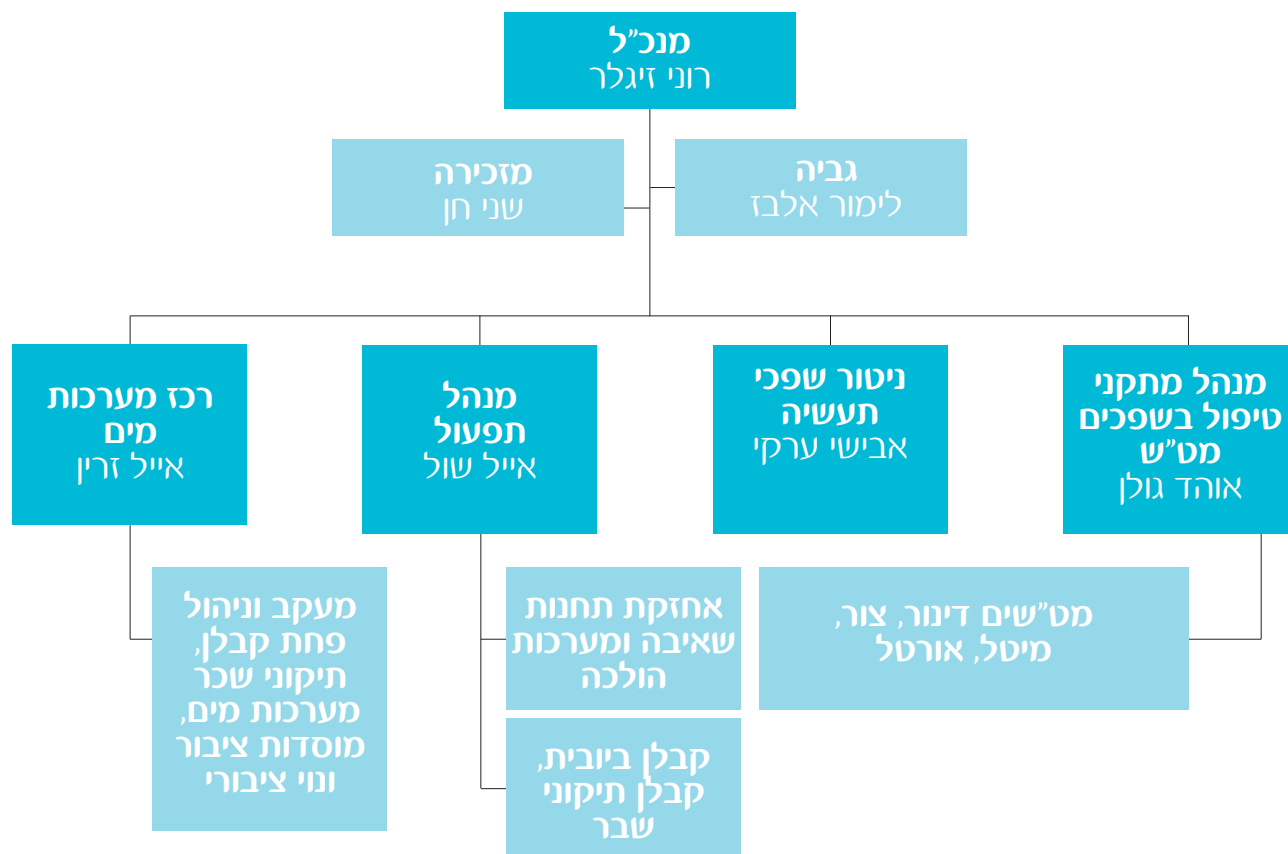 מנכ"ל
רוני זיגלר
גביה
לימור אלבז
מזכירה
שני חן
מנהל מתקני
טיפול בשפכים
מט"ש
אוהד גולן
ניטור שפכי
תעשיה
אבישי ערקי
מנהל
תפעול
אייל שול
רכז מערכות
מים
אייל זרין
מט"שים דינור, צור,
מיטל, אורטל
אחזקת תחנות
שאיבה ומערכות
הולכה
קבלן ביובית,
קבלן תיקוני
שבר
מעקב וניהול
פחת קבלן,
תיקוני שכר
מערכות מים,
מוסדות ציבור
ונוי ציבורי